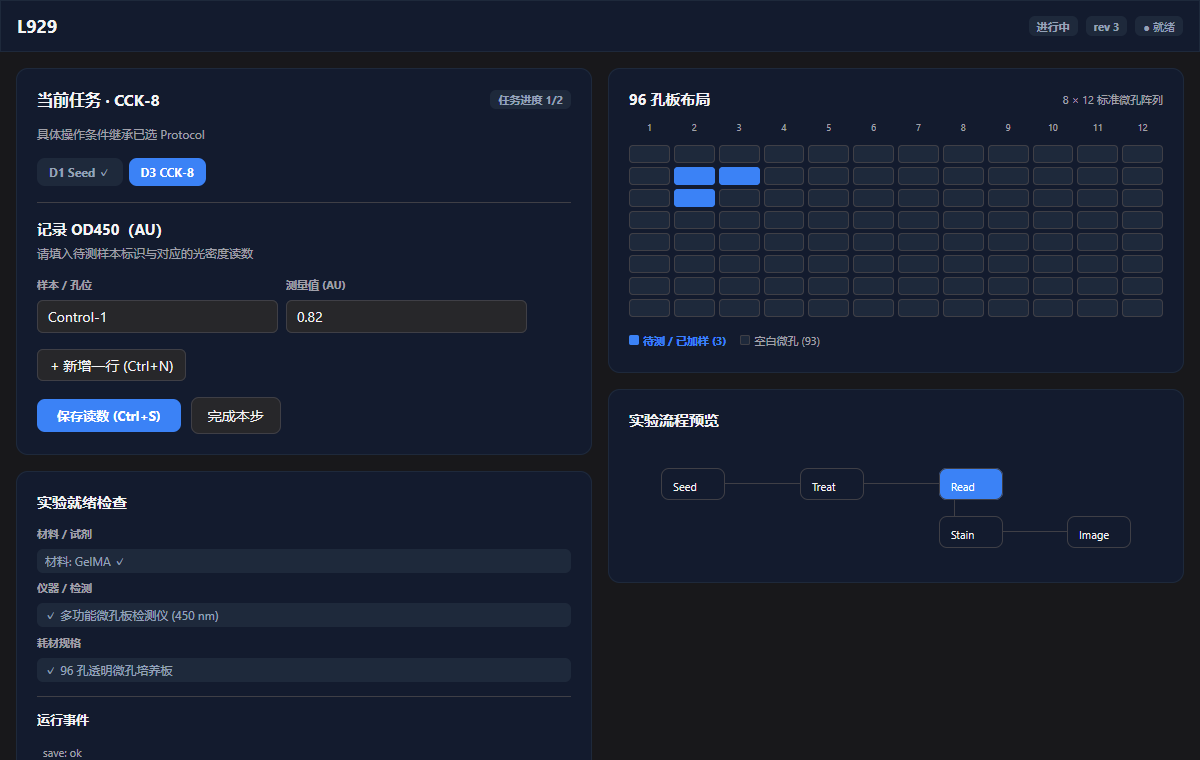 L929
进行中
rev 3
● 就绪
当前任务 · CCK-8
任务进度 1/2
具体操作条件继承已选 Protocol
D1 Seed ✓
D3 CCK-8
记录 OD450（AU)
请填入待测样本标识与对应的光密度读数
样本 / 孔位
测量值 (AU)
Control-1
0.82
+ 新增一行 (Ctrl+N)
保存读数 (Ctrl+S)
完成本步
实验就绪检查
材料 / 试剂
材料: GelMA ✓
仪器 / 检测
✓ 多功能微孔板检测仪 (450 nm)
耗材规格
✓ 96 孔透明微孔培养板
运行事件
save: ok
96 孔板布局
8 × 12 标准微孔阵列
1 2 3 4 5 6 7 8 9 10 11 12
待测 / 已加样 (3)
空白微孔 (93)
实验流程预览
Seed
Treat
Read
Stain
Image